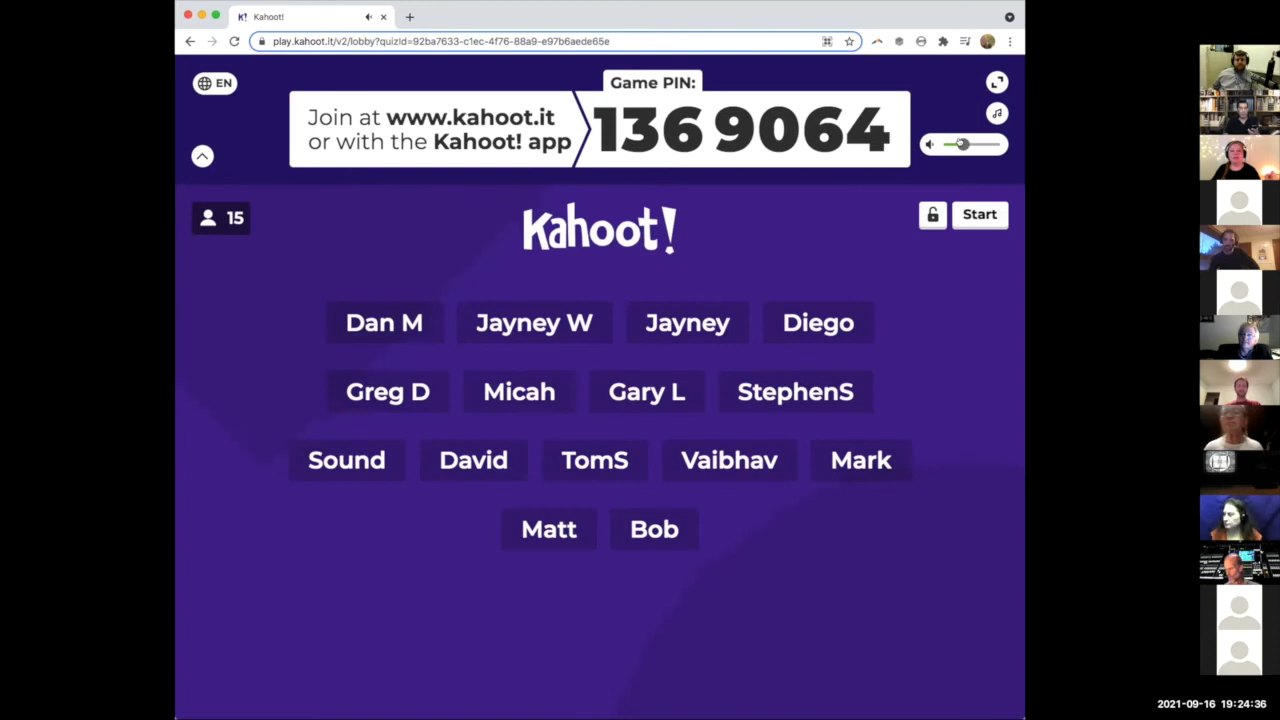 Kahoot!
play.kahoot.it/v2/lobby?quizId=92ba7633-c1ec-4f76-88a9-e97b6aede65e
EN
Game PIN:
Join at www.kahoot.it
or with the Kahoot! app
136 9064
15
Kahoot!
Start
Dan M Jayney W Jayney Diego
Greg D Micah Gary L StephenS
Sound David TomS Vaibhav Mark
Matt Bob
2021-09-16 19:24:36